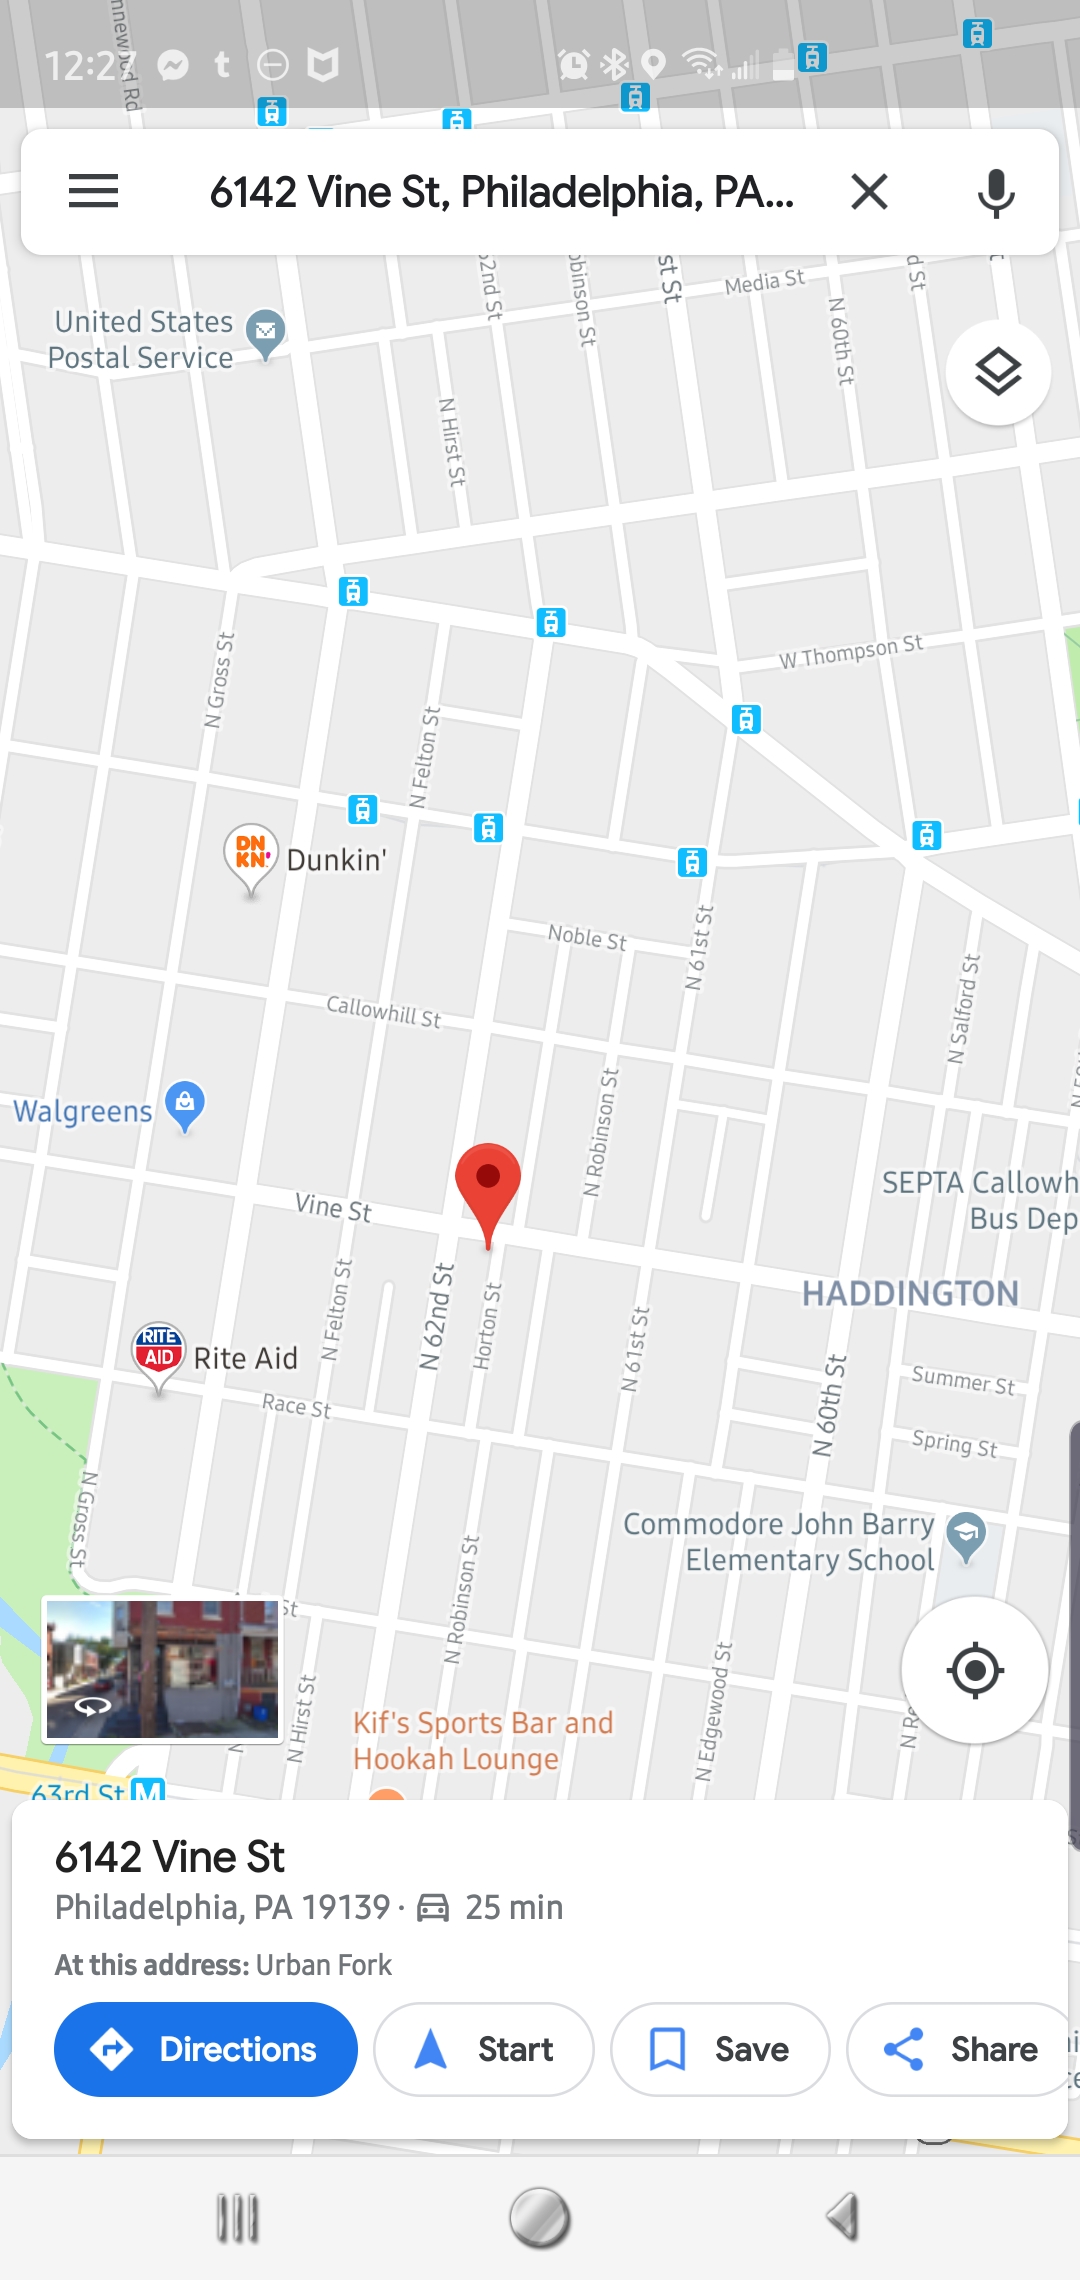 12:27
6142 Vine St, Philadelphia, PA...
Media St
United States
Postal Service
N 60th St
N Hirst St
W Thompson St
N Gross St
N Felton St
DN
KN'
Dunkin'
Noble St
N 61st St
N Salford St
Callowhill St
Walgreens
N Robinson St
SEPTA Callowh
Bus Dep
Vine St
HADDINGTON
N Felton St
N 62nd St
Horton St
N 61st St
RITE
AID
Rite Aid
N 60th St
Summer St
Race St
Spring St
N Gross St
Commodore John Barry
Elementary School
N Robinson St
St
N Hirst St
N Edgewood St
Kif's Sports Bar and
Hookah Lounge
63rd St M
6142 Vine St
Philadelphia, PA 19139 · 25 min
At this address: Urban Fork
Directions
Start
Save
Share